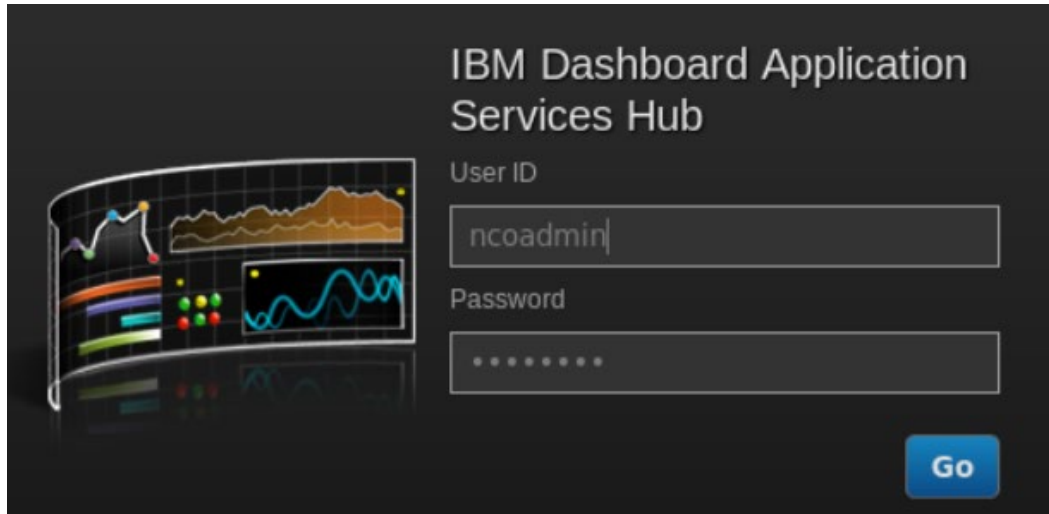 IBM Dashboard Application
Services Hub
User ID
ncoadmin
Password
••••••••
Go